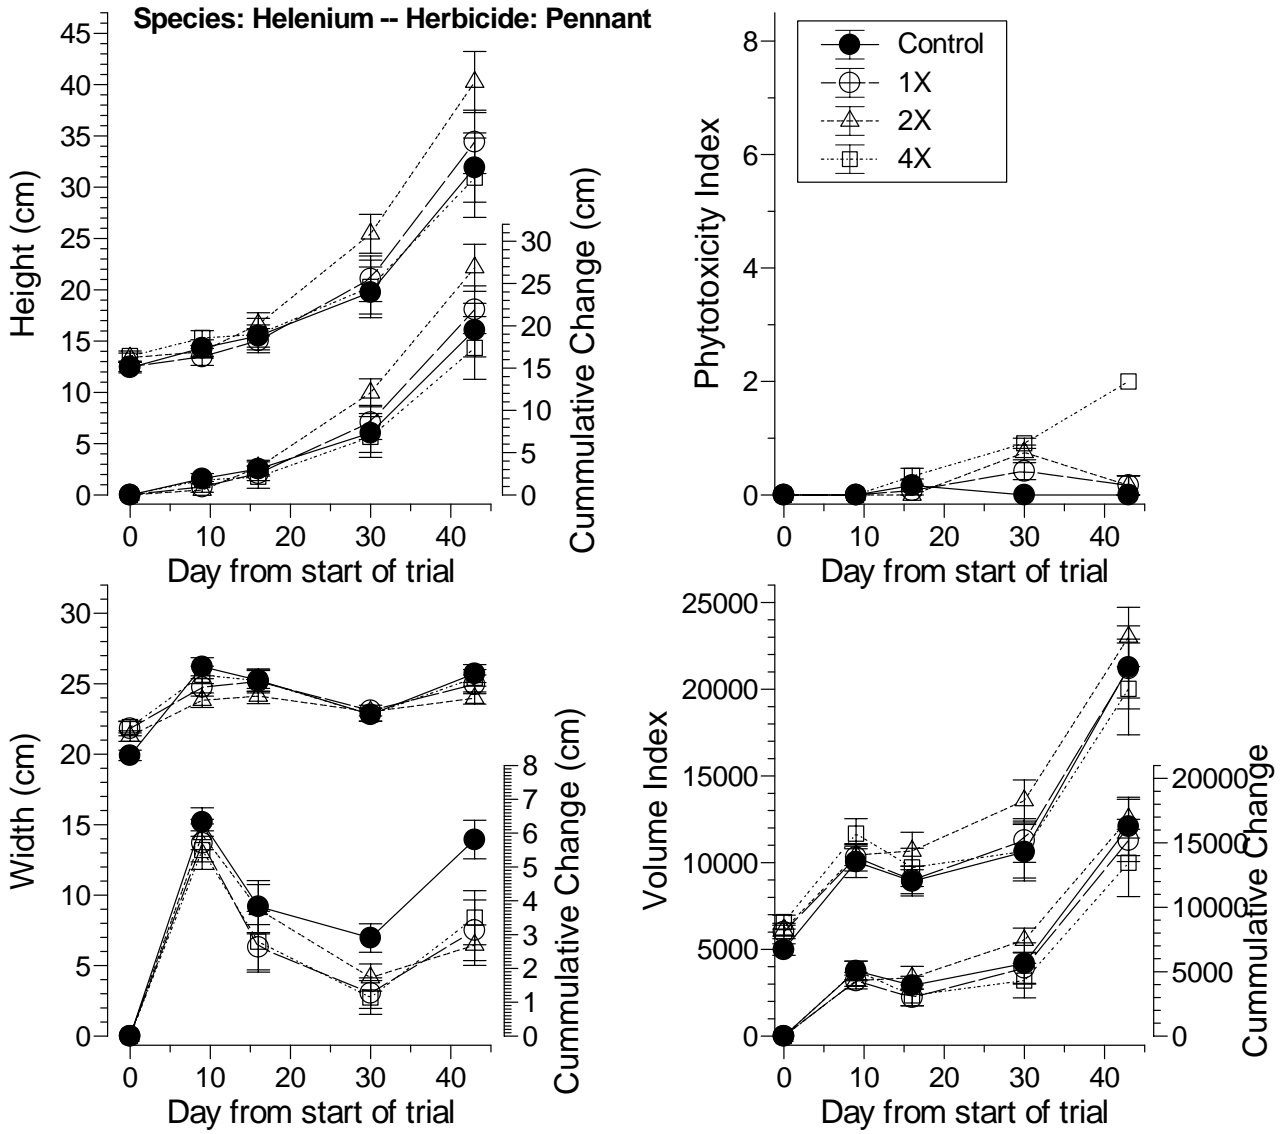 Species: Helenium -- Herbicide: Pennant
45
40
35
30
25
20
15
10
5
0
Height (cm)
30
25
20
15
10
5
0
Cummulative Change (cm)
0 10 20 30 40
Day from start of trial
8
6
4
2
0
Phytotoxicity Index
Control
1X
2X
4X
0 10 20 30 40
Day from start of trial
30
25
20
15
10
5
0
Width (cm)
8
7
6
5
4
3
2
1
0
Cummulative Change (cm)
0 10 20 30 40
Day from start of trial
25000
20000
15000
10000
5000
0
Volume Index
20000
15000
10000
5000
0
Cummulative Change
0 10 20 30 40
Day from start of trial